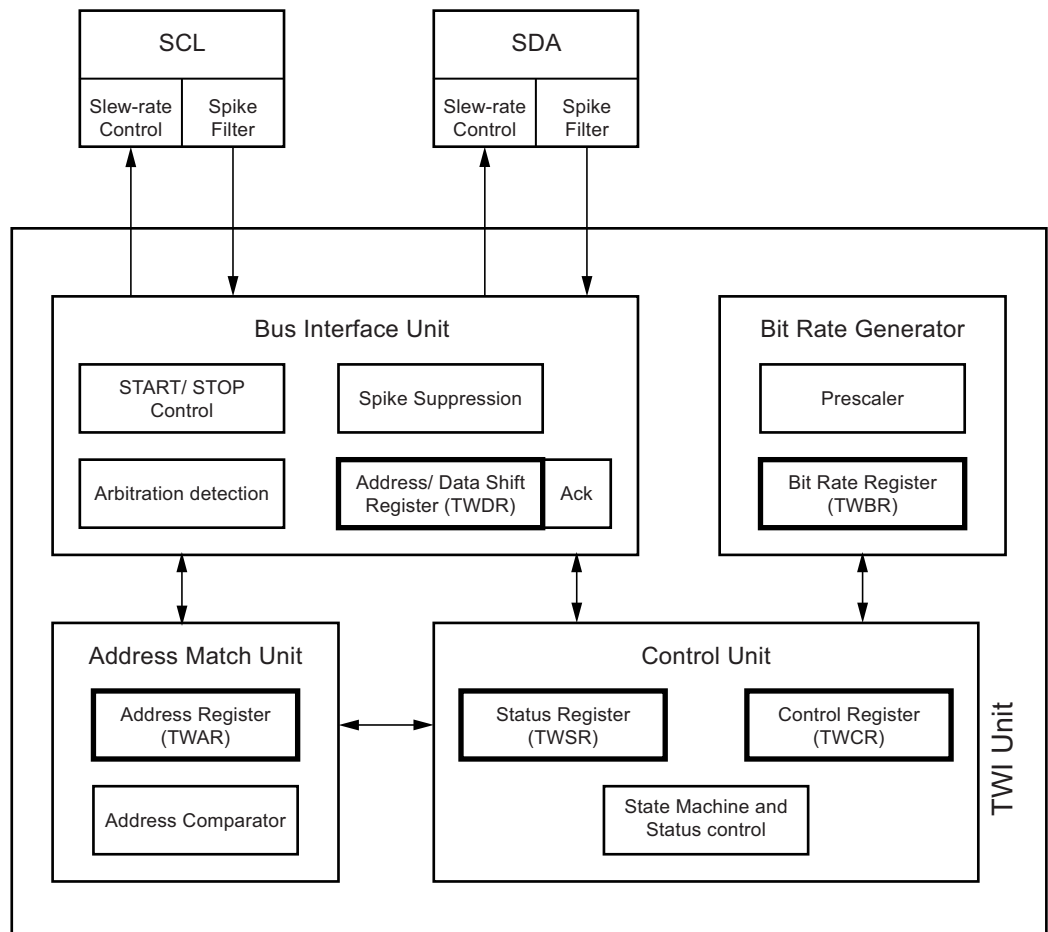 SCL
SDA
Slew-rate
Control
Spike
Filter
Slew-rate
Control
Spike
Filter
Bus Interface Unit
START/ STOP
Control
Spike Suppression
Arbitration detection
Address/ Data Shift
Register (TWDR)
Ack
Bit Rate Generator
Prescaler
Bit Rate Register
(TWBR)
Address Match Unit
Address Register
(TWAR)
Address Comparator
Control Unit
Status Register
(TWSR)
Control Register
(TWCR)
State Machine and
Status control
TWI Unit